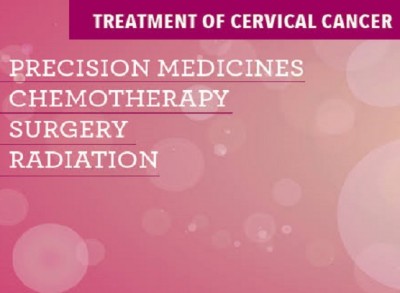 TREATMENT OF CERVICAL CANCER
PRECISION MEDICINES
CHEMOTHERAPY
SURGERY
RADIATION